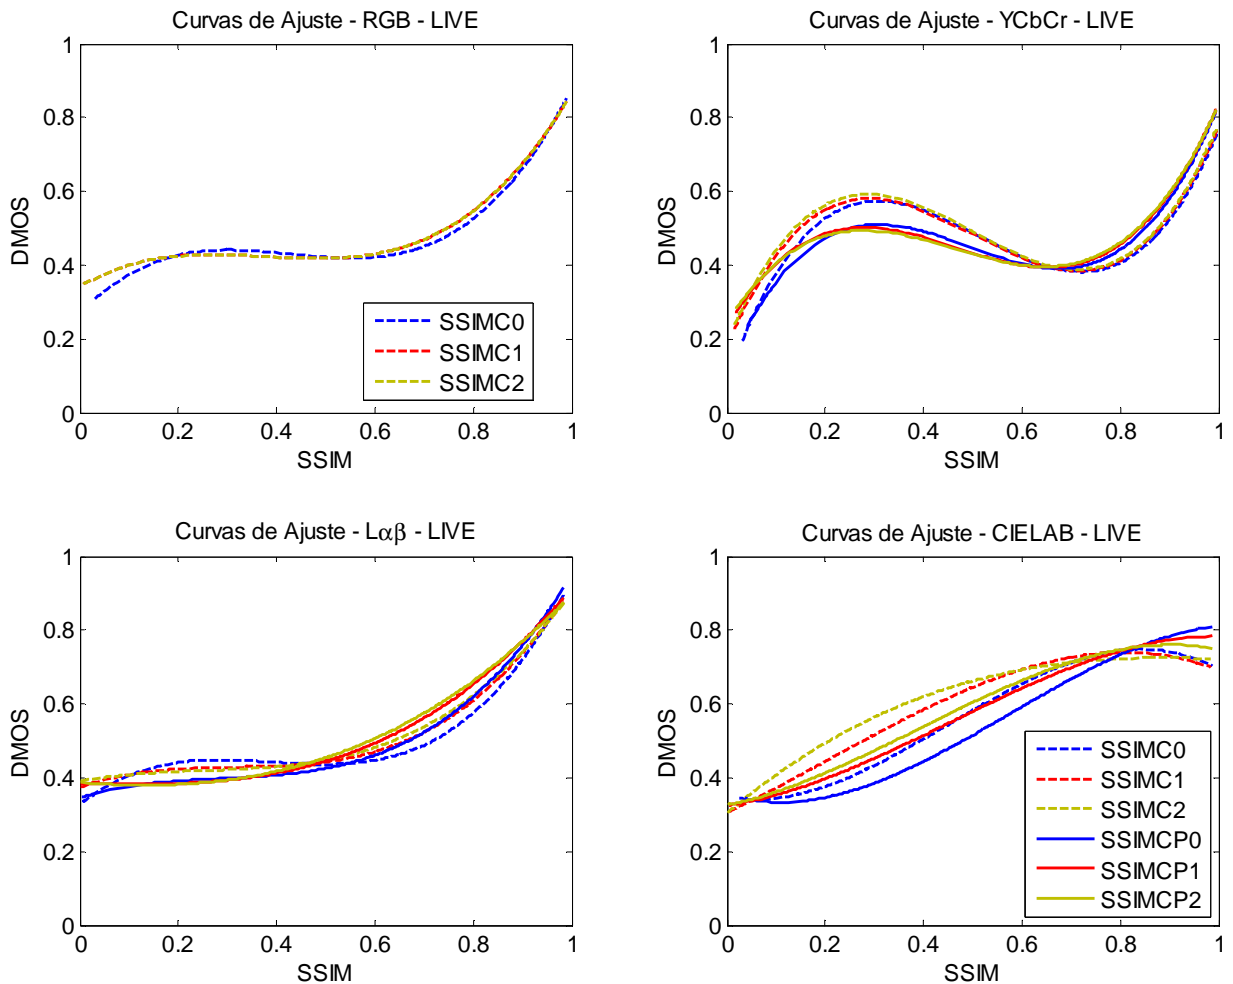 Curvas de Ajuste - RGB - LIVE
1
0.8
0.6
0.4
0.2
0
DMOS
0
0.2
0.4
0.6
0.8
1
SSIM
SSIMC0
SSIMC1
SSIMC2
Curvas de Ajuste - YCbCr - LIVE
1
0.8
0.6
0.4
0.2
0
DMOS
0
0.2
0.4
0.6
0.8
1
SSIM
Curvas de Ajuste - Lαβ - LIVE
1
0.8
0.6
0.4
0.2
0
DMOS
0
0.2
0.4
0.6
0.8
1
SSIM
Curvas de Ajuste - CIELAB - LIVE
1
0.8
0.6
0.4
0.2
0
DMOS
0
0.2
0.4
0.6
0.8
1
SSIM
SSIMC0
SSIMC1
SSIMC2
SSIMCP0
SSIMCP1
SSIMCP2